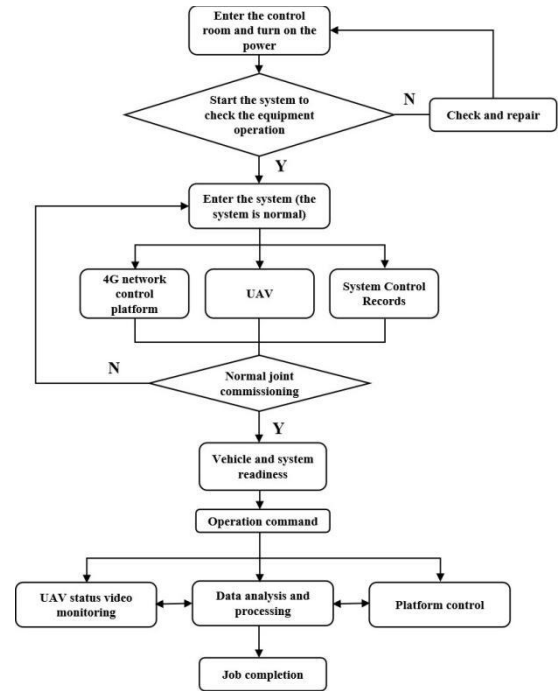 Enter the control
room and turn on the
power
Start the system to
check the equipment
operation
N
Check and repair
Y
Enter the system (the
system is normal)
4G network
control
platform
UAV
System Control
Records
N
Normal joint
commissioning
Y
Vehicle and system
readiness
Operation command
UAV status video
monitoring
Data analysis and
processing
Platform control
Job completion